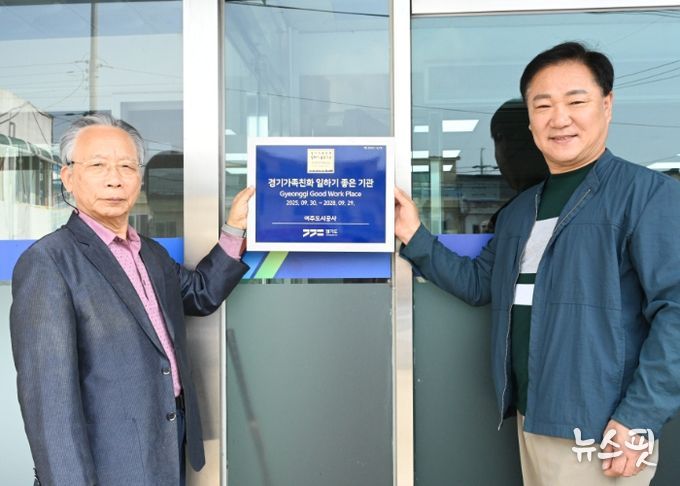 경기가족친화 일하기 좋은 기관
Gyeonggi Good Work Place
2025. 09. 30. ~ 2028. 09. 29.
여주도시공사
경기도
뉴스핏